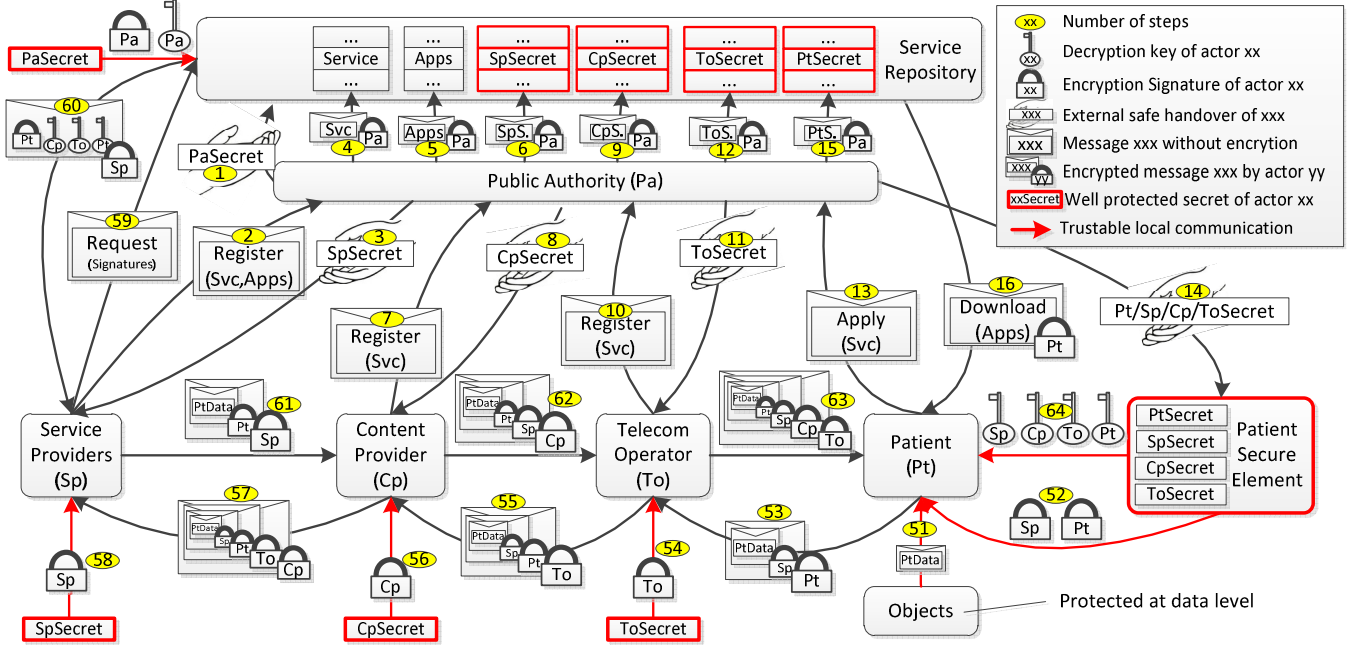 Pa
Pa
PaSecret
...
Service
...
...
Apps
...
...
SpSecret
...
...
CpSecret
...
...
ToSecret
...
...
PtSecret
...
Service
Repository
xx
Number of steps
xx
Decryption key of actor xx
xx
Encryption Signature of actor xx
xxx
External safe handover of xxx
xxx
Message xxx without encrytion
xxx
yy
Encrypted message xxx by actor yy
xxSecret
Well protected secret of actor xx
Trustable local communication
60
Pt
Cp
To
Pt
Sp
PaSecret
1
Svc
Pa
4
Apps
Pa
5
SpS.
Pa
6
CpS.
Pa
9
ToS.
Pa
12
PtS.
Pa
15
Public Authority (Pa)
59
Request
(Signatures)
2
Register
(Svc,Apps)
3
SpSecret
8
CpSecret
11
ToSecret
7
Register
(Svc)
10
Register
(Svc)
13
Apply
(Svc)
16
Download
(Apps)
Pt
14
Pt/Sp/Cp/ToSecret
Service
Providers
(Sp)
61
PtData
Pt
Sp
Content
Provider
(Cp)
62
PtData
Pt
Sp
Cp
Telecom
Operator
(To)
63
PtData
Pt
Sp
Cp
To
Patient
(Pt)
64
Sp
Cp
To
Pt
PtSecret
SpSecret
CpSecret
ToSecret
Patient
Secure
Element
57
PtData
Sp
Pt
To
Cp
55
PtData
Sp
Pt
To
53
PtData
Sp
Pt
52
Sp
Pt
51
PtData
58
Sp
SpSecret
56
Cp
CpSecret
54
To
ToSecret
Objects
Protected at data level